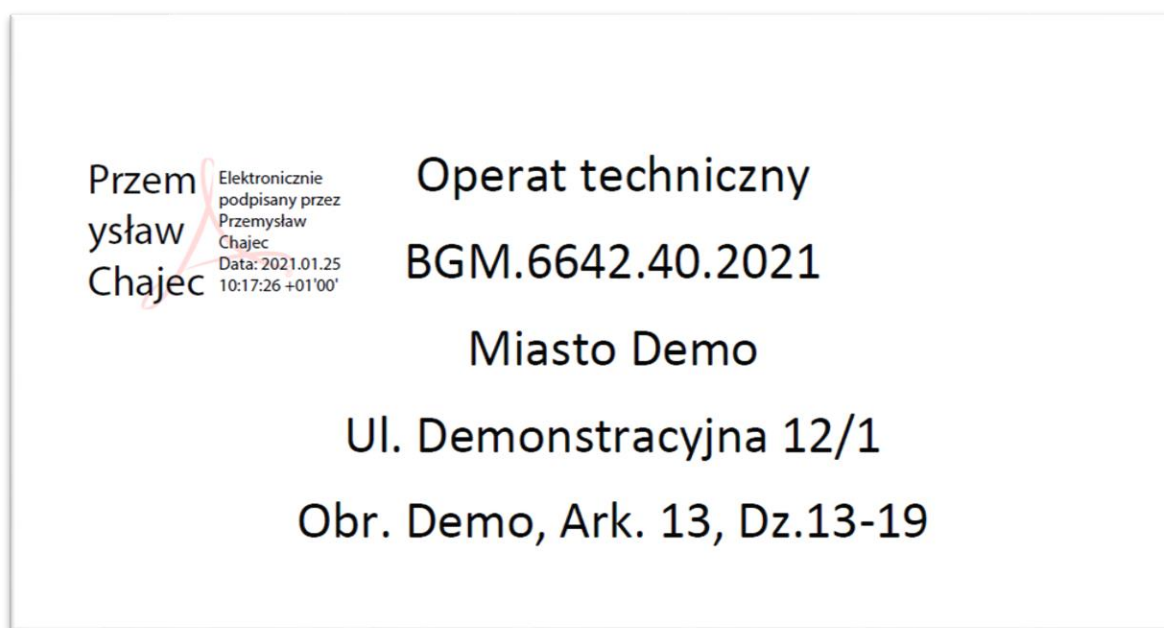 Przem
ysław
Chajec
Elektronicznie
podpisany przez
Przemysław
Chajec
Data: 2021.01.25
10:17:26 +01'00'
Operat techniczny
BGM.6642.40.2021
Miasto Demo
Ul. Demonstracyjna 12/1
Obr. Demo, Ark. 13, Dz.13-19